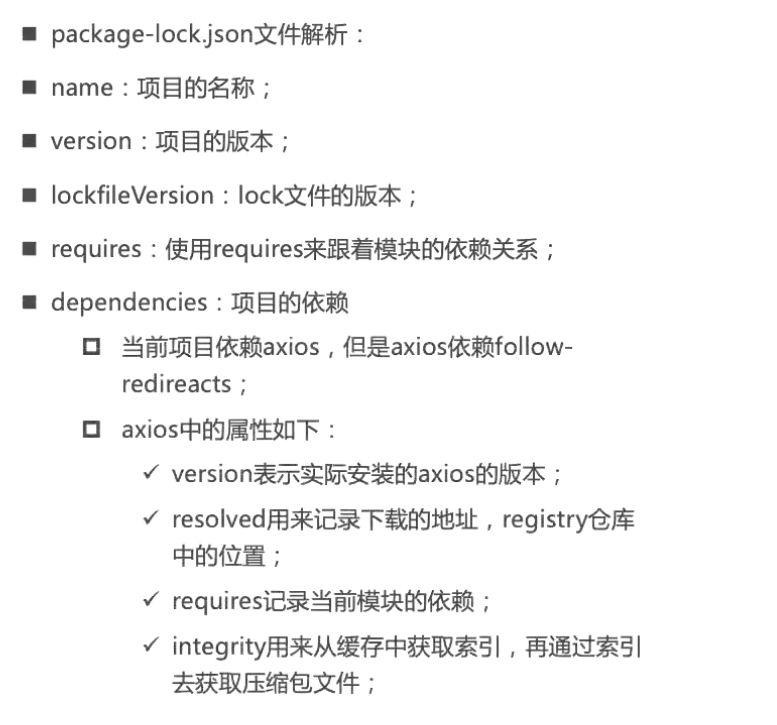 package-lock.json文件解析：
name：项目的名称；
version：项目的版本；
lockfileVersion：lock文件的版本；
requires：使用requires来跟着模块的依赖关系；
dependencies：项目的依赖
当前项目依赖axios，但是axios依赖follow-
redireacts；
axios中的属性如下：
version表示实际安装的axios的版本；
resolved用来记录下载的地址，registry仓库
中的位置；
requires记录当前模块的依赖；
integrity用来从缓存中获取索引，再通过索引
去获取压缩包文件；